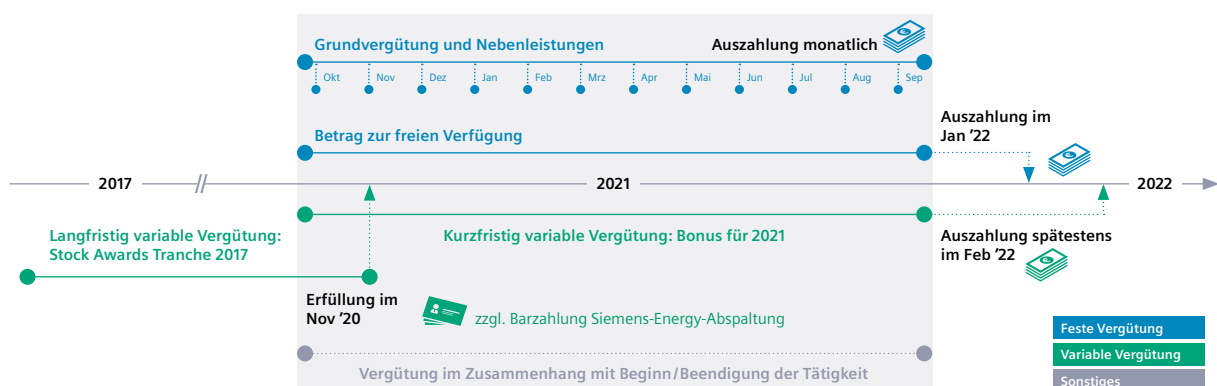 Grundvergütung und Nebenleistungen
Auszahlung monatlich
Okt Nov Dez Jan Feb Mrz Apr Mai Jun Jul Aug Sep
Betrag zur freien Verfügung
Auszahlung im
Jan ’22
2017
2021
2022
Langfristig variable Vergütung:
Stock Awards Tranche 2017
Kurzfristig variable Vergütung: Bonus für 2021
Auszahlung spätestens
im Feb ’22
Erfüllung im
Nov ’20
zzgl. Barzahlung Siemens-Energy-Abspaltung
Vergütung im Zusammenhang mit Beginn/Beendigung der Tätigkeit
Feste Vergütung
Variable Vergütung
Sonstiges